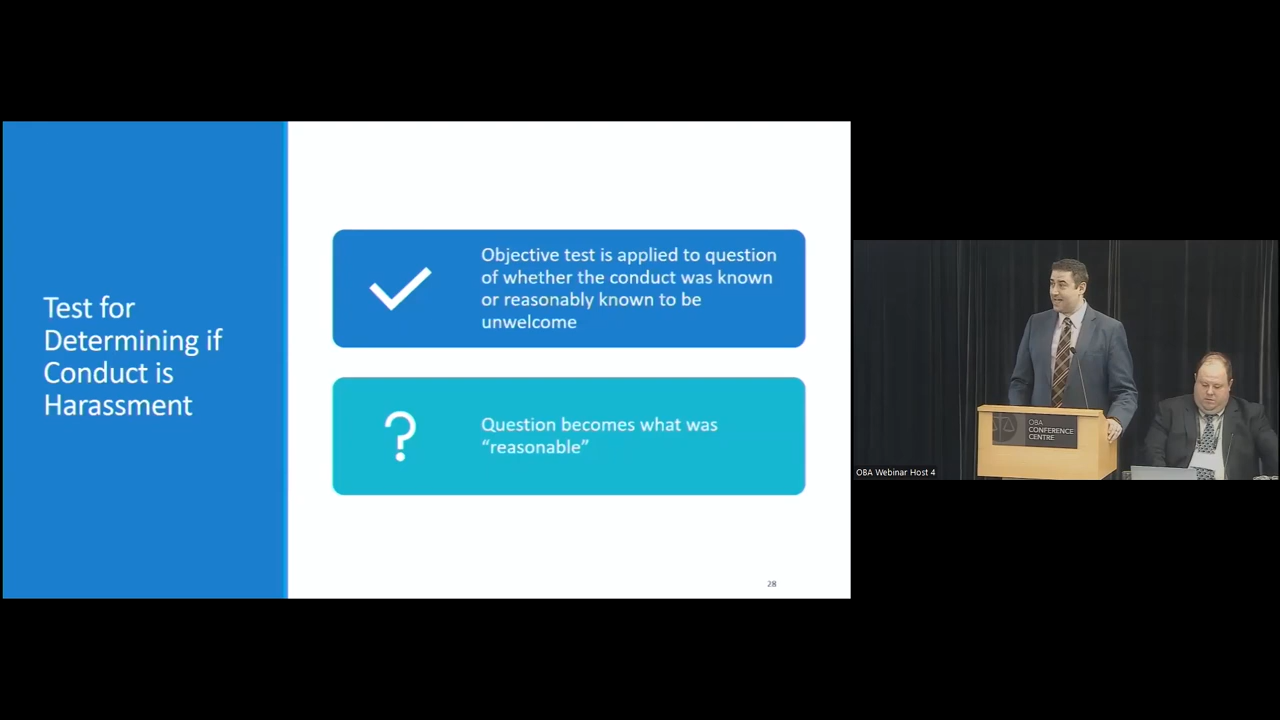 Test for
Determining if
Conduct is
Harassment
Objective test is applied to question
of whether the conduct was known
or reasonably known to be
unwelcome
Question becomes what was
“reasonable”
28
OBA
CONFERENCE
CENTRE
OBA Webinar Host 4